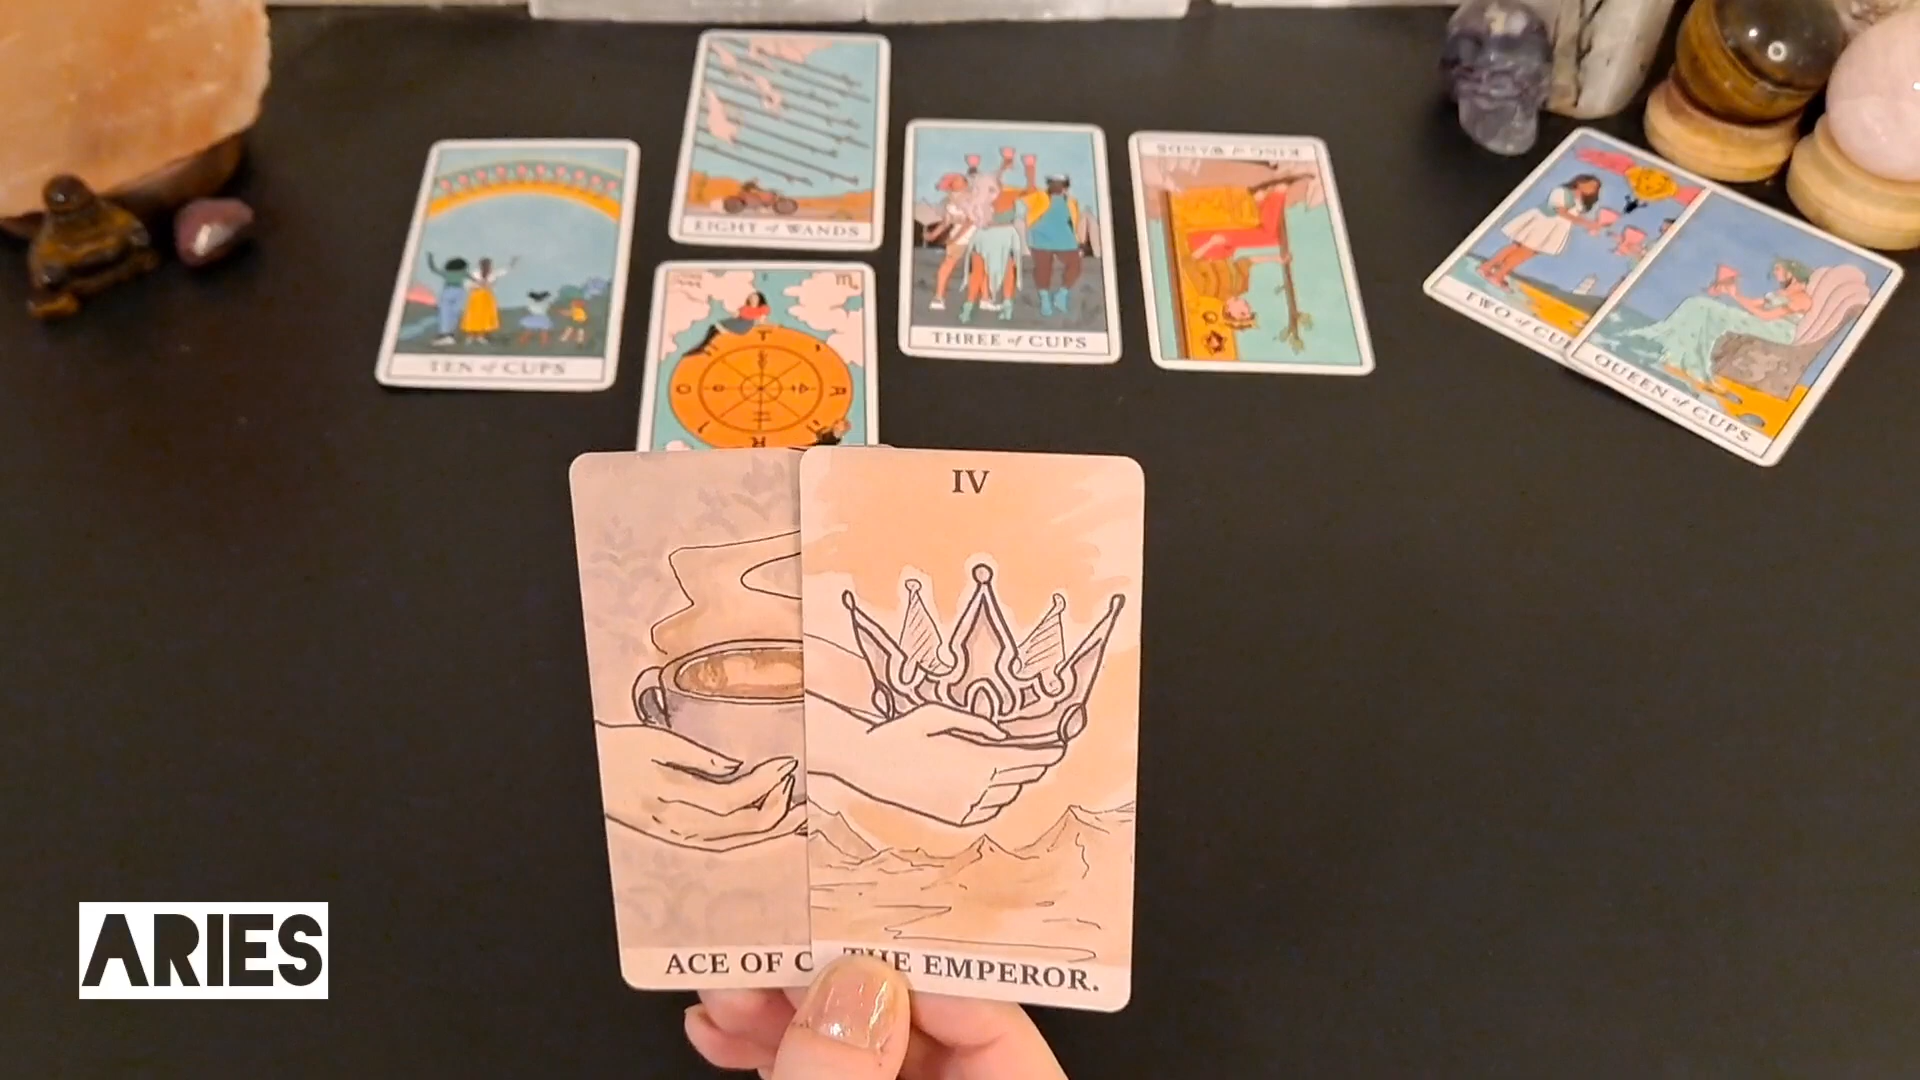 EIGHT of WANDS
TEN of CUPS
THREE of CUPS
KING of WANDS
TWO of CU
QUEEN of CUPS
T
A
R
O
IV
ACE OF C
THE EMPEROR.
ARIES